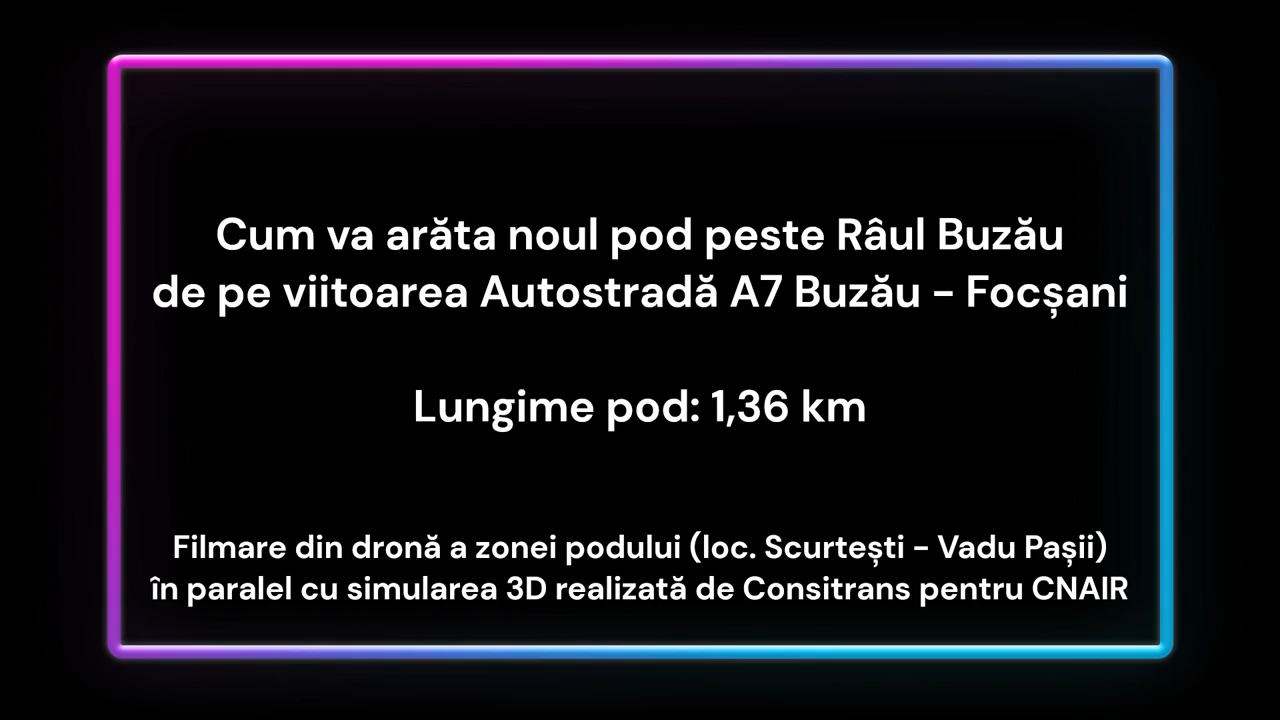 Cum va arăta noul pod peste Râul Buzău
de pe viitoarea Autostradă A7 Buzău - Focșani
Lungime pod: 1,36 km
Filmare din dronă a zonei podului (loc. Scurtești - Vadu Pașii)
în paralel cu simularea 3D realizată de Consitrans pentru CNAIR